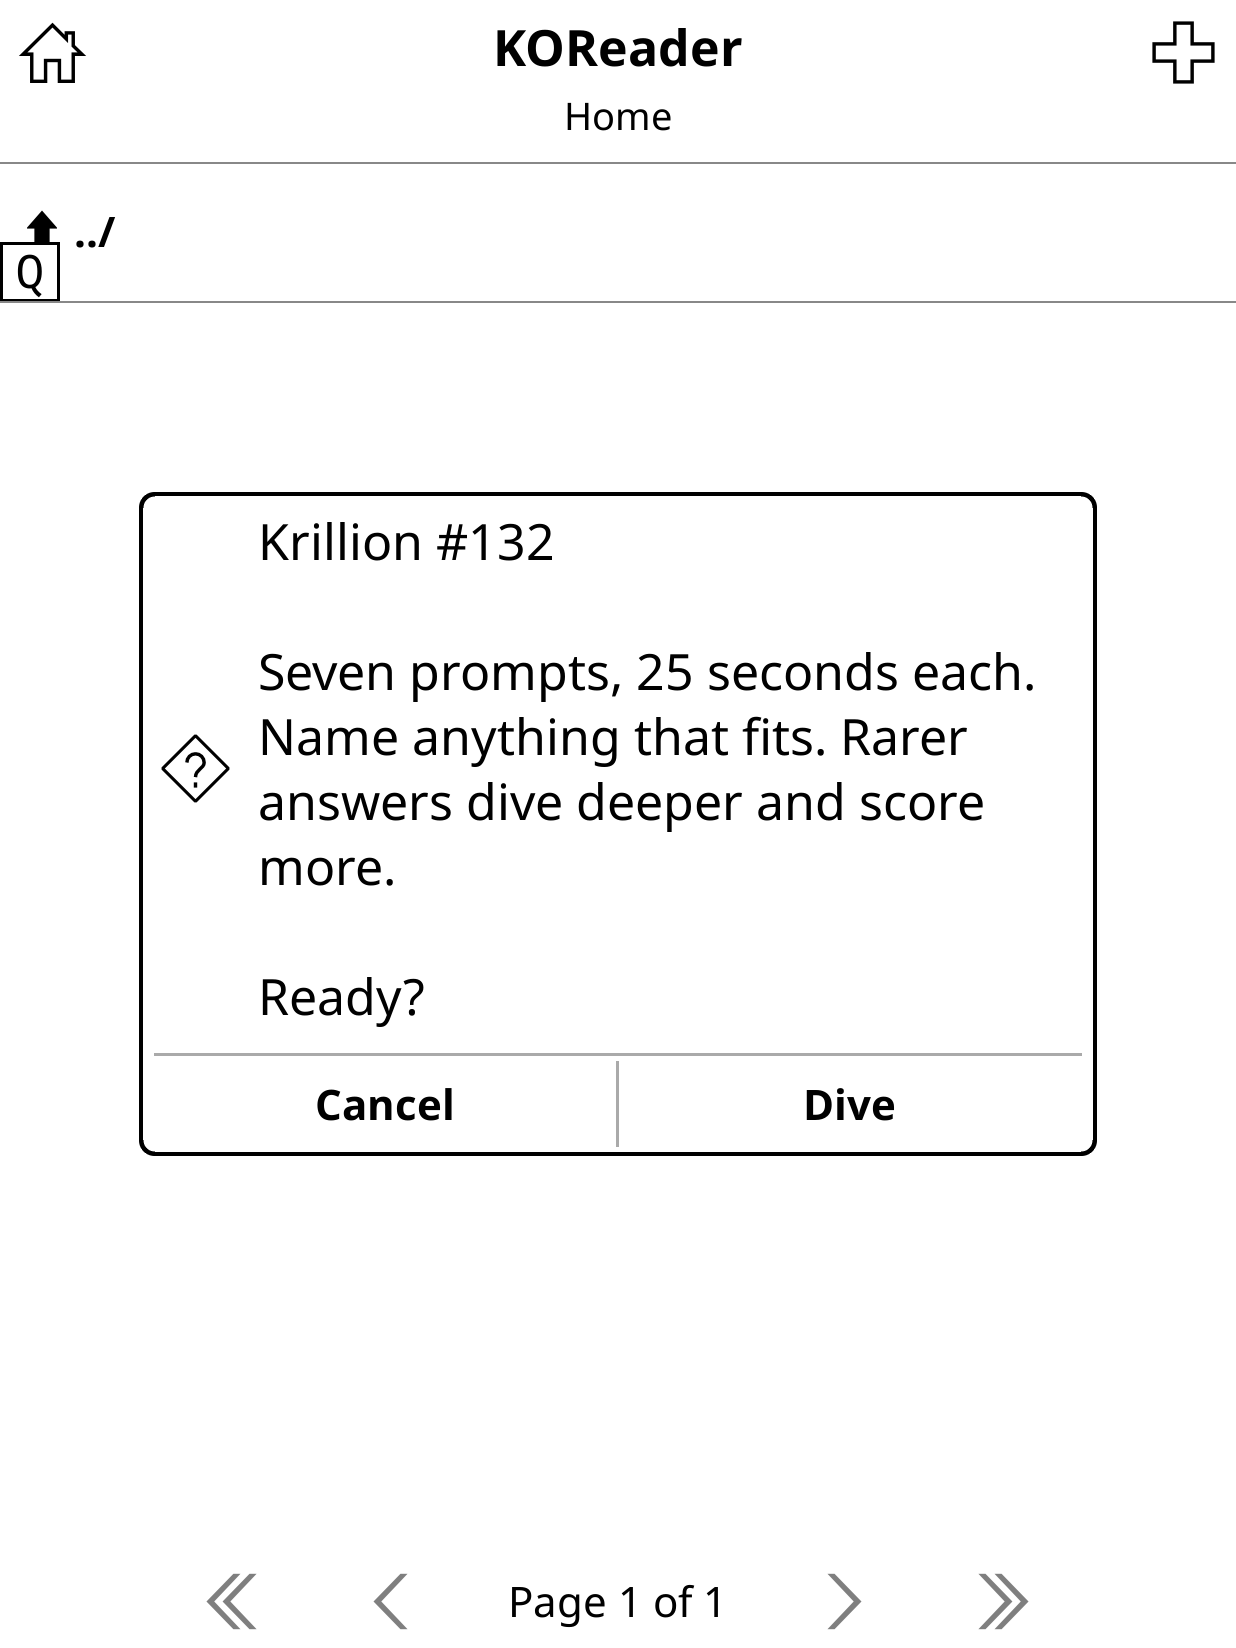 KOReader
Home
../
Q
Krillion #132
Seven prompts, 25 seconds each.
Name anything that fits. Rarer
answers dive deeper and score
more.
?
Ready?
Cancel
Dive
Page 1 of 1